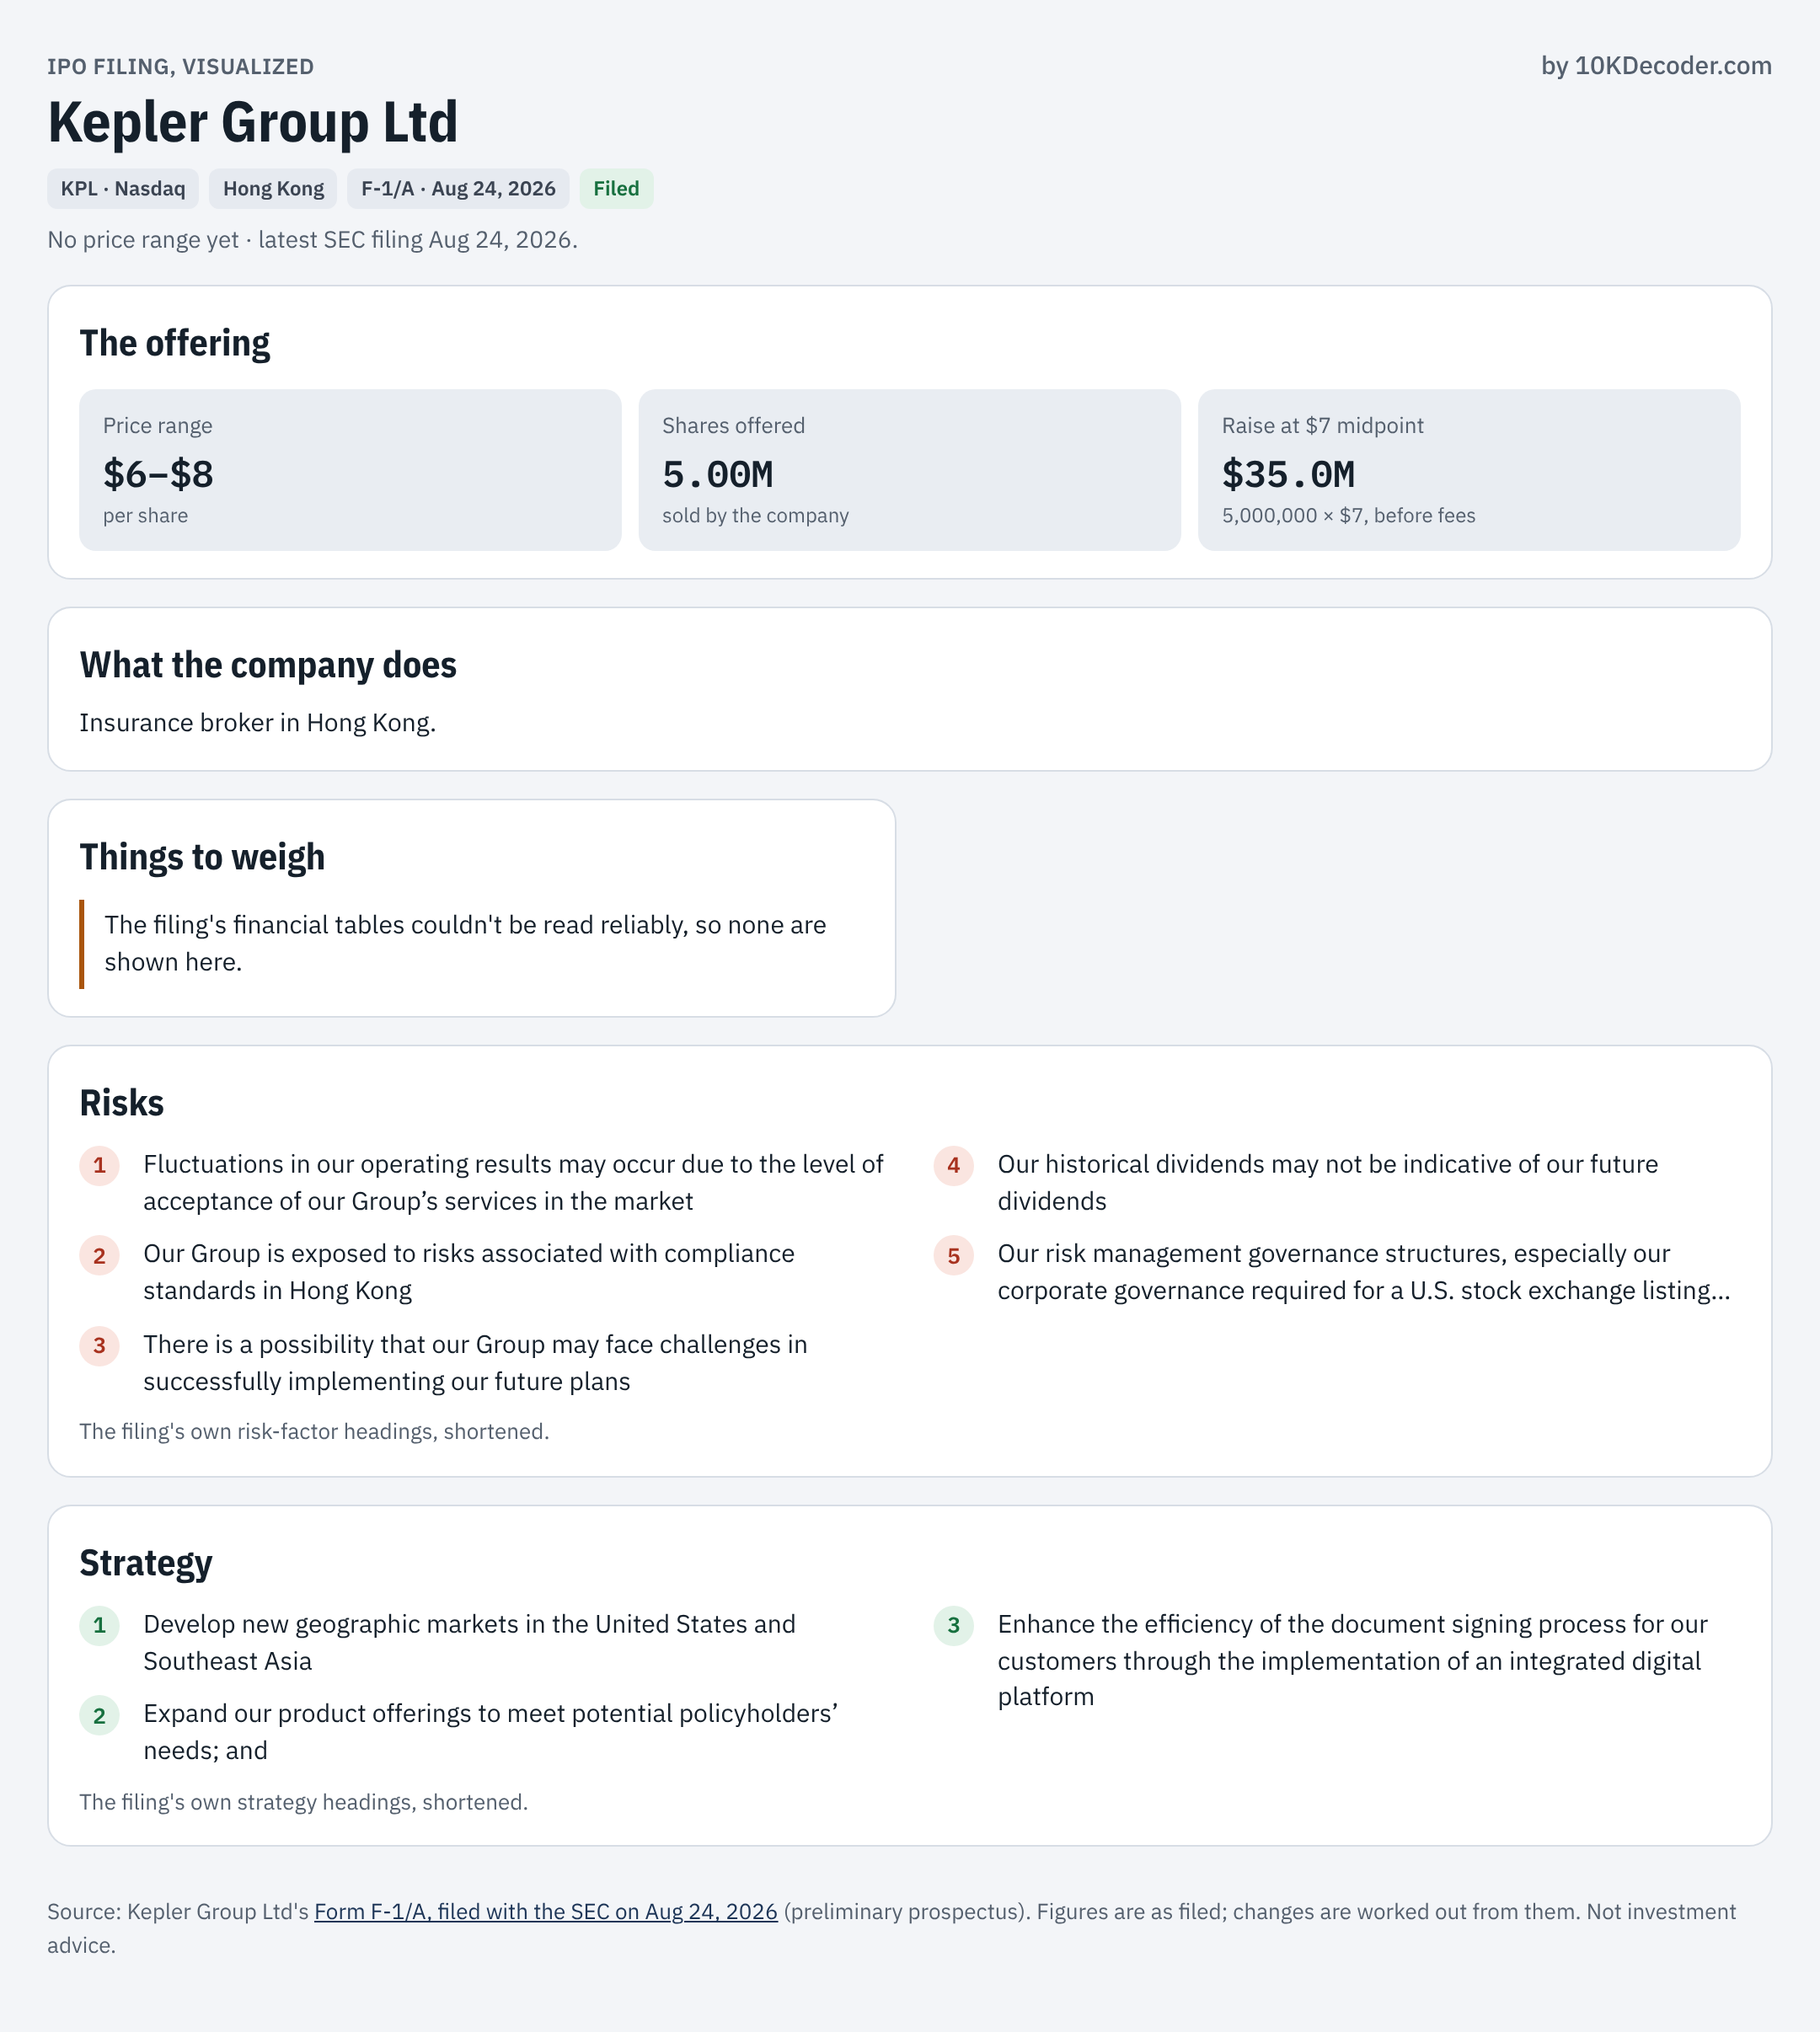 IPO FILING, VISUALIZED
by 10KDecoder.com
Kepler Group Ltd
KPL · Nasdaq
Hong Kong
F-1/A · Aug 24, 2026
Filed
No price range yet · latest SEC filing Aug 24, 2026.
The offering
Price range
$6–$8
per share
Shares offered
5.00M
sold by the company
Raise at $7 midpoint
$35.0M
5,000,000 × $7, before fees
What the company does
Insurance broker in Hong Kong.
Things to weigh
The filing's financial tables couldn't be read reliably, so none are
shown here.
Risks
1
Fluctuations in our operating results may occur due to the level of
acceptance of our Group’s services in the market
2
Our Group is exposed to risks associated with compliance
standards in Hong Kong
3
There is a possibility that our Group may face challenges in
successfully implementing our future plans
4
Our historical dividends may not be indicative of our future
dividends
5
Our risk management governance structures, especially our
corporate governance required for a U.S. stock exchange listing…
The filing's own risk-factor headings, shortened.
Strategy
1
Develop new geographic markets in the United States and
Southeast Asia
2
Expand our product offerings to meet potential policyholders’
needs; and
3
Enhance the efficiency of the document signing process for our
customers through the implementation of an integrated digital
platform
The filing's own strategy headings, shortened.
Source: Kepler Group Ltd's Form F-1/A, filed with the SEC on Aug 24, 2026 (preliminary prospectus). Figures are as filed; changes are worked out from them. Not investment
advice.